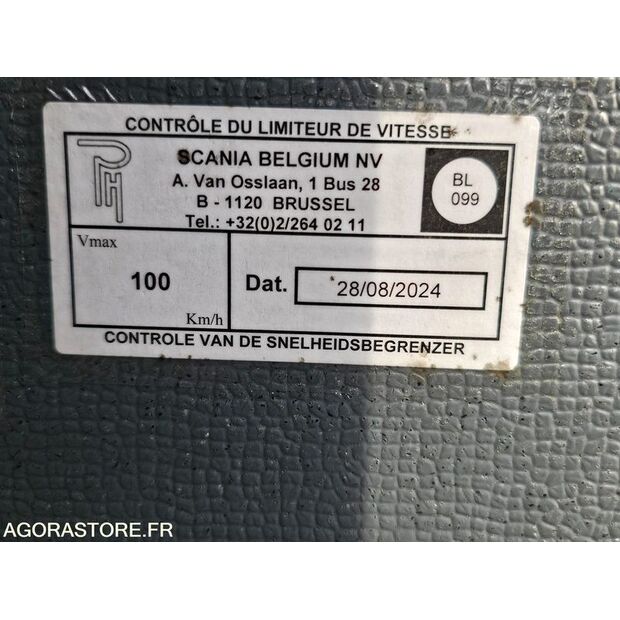 CONTRÔLE DU LIMITEUR DE VITESSE
SCANIA BELGIUM NV
A. Van Osslaan, 1 Bus 28
B - 1120 BRUSSEL
Tel.: +32(0)2/264 02 11
BL
099
Vmax
100
Km/h
Dat. 28/08/2024
CONTROLE VAN DE SNELHEIDSBEGRENZER
AGORASTORE.FR